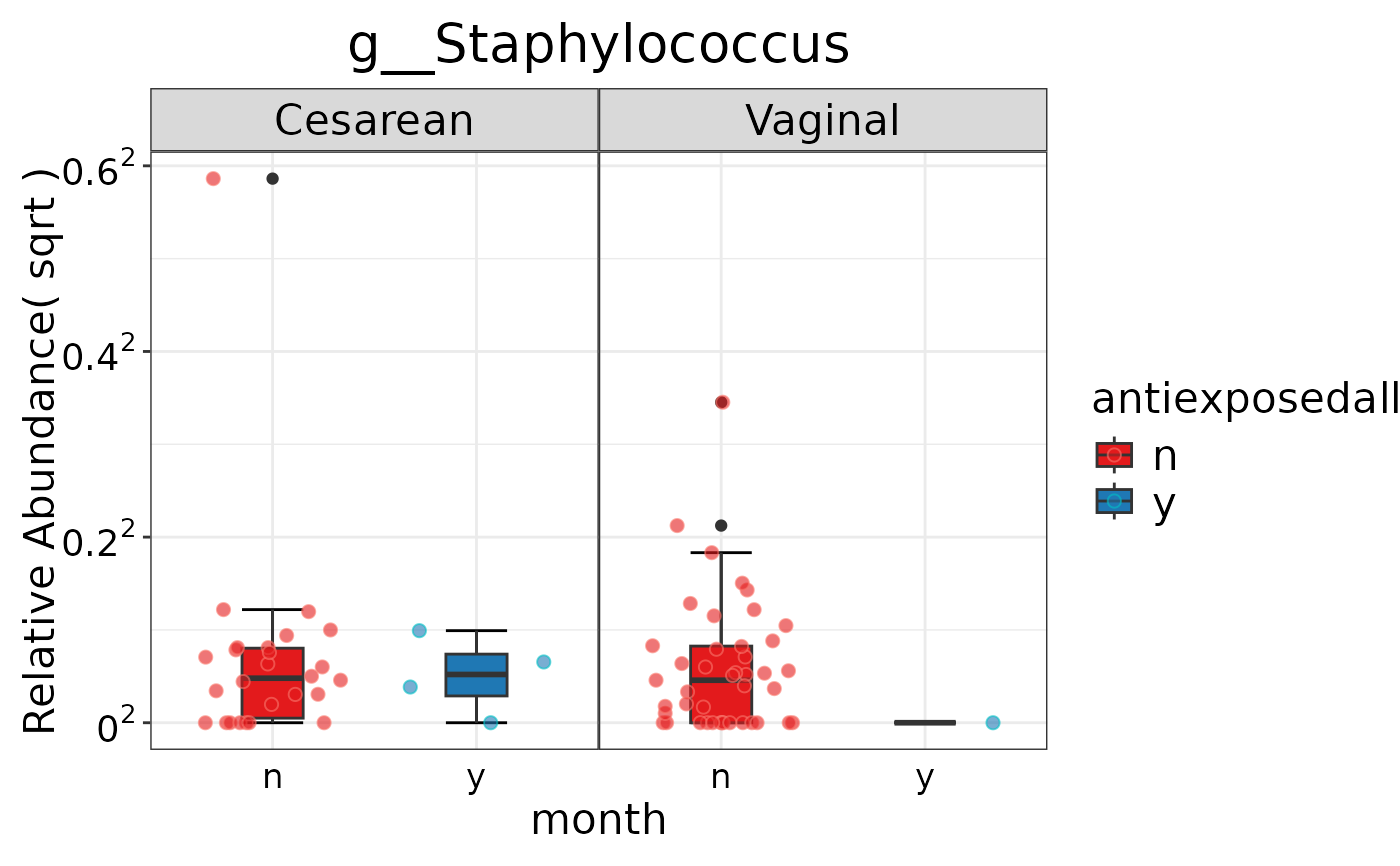 g__Staphylococcus
Cesarean
Vaginal
Relative Abundance( sqrt )
0.6²
0.4²
0.2²
0²
n
y
n
y
month
antiexposedall
n
y